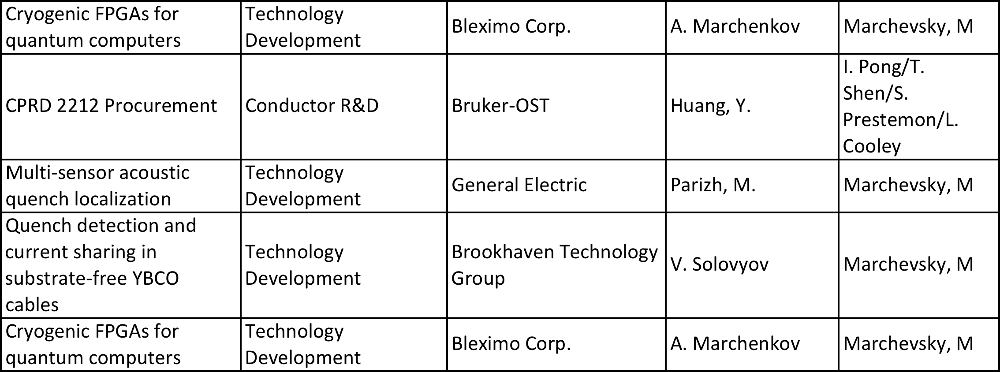 Cryogenic FPGAs for
quantum computers
Technology
Development
Bleximo Corp.
A. Marchenkov
Marchevsky, M
CPRD 2212 Procurement
Conductor R&D
Bruker-OST
Huang, Y.
I. Pong/T.
Shen/S.
Prestemon/L.
Cooley
Multi-sensor acoustic
quench localization
Technology
Development
General Electric
Parizh, M.
Marchevsky, M
Quench detection and
current sharing in
substrate-free YBCO
cables
Technology
Development
Brookhaven Technology
Group
V. Solovyov
Marchevsky, M
Cryogenic FPGAs for
quantum computers
Technology
Development
Bleximo Corp.
A. Marchenkov
Marchevsky, M